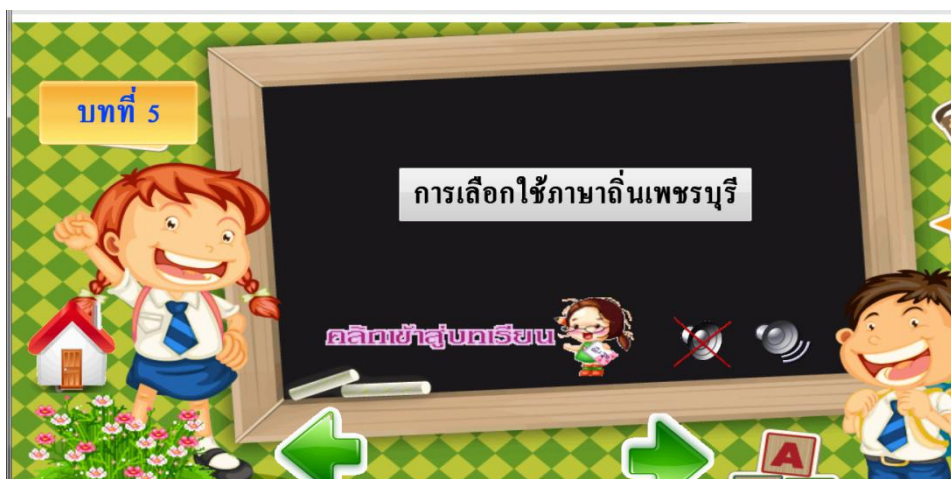 บทที่ 5
การเลือกใช้ภาษาถิ่นเพชรบุรี
คลิกเข้าสู่บทเรียน
A